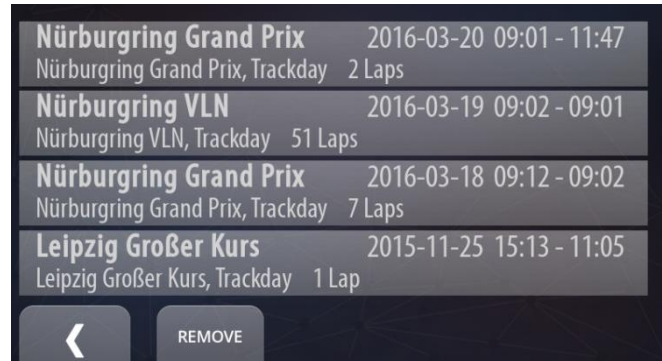 Nürburgring Grand Prix 2016-03-20 09:01 - 11:47
Nürburgring Grand Prix, Trackday 2 Laps
Nürburgring VLN 2016-03-19 09:02 - 09:01
Nürburgring VLN, Trackday 51 Laps
Nürburgring Grand Prix 2016-03-18 09:12 - 09:02
Nürburgring Grand Prix, Trackday 7 Laps
Leipzig Großer Kurs 2015-11-25 15:13 - 11:05
Leipzig Großer Kurs, Trackday 1 Lap
REMOVE